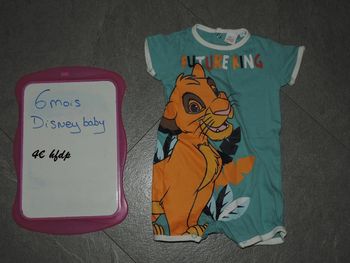 FUTURE KING
6 mois
Disney baby
4€ hfdp